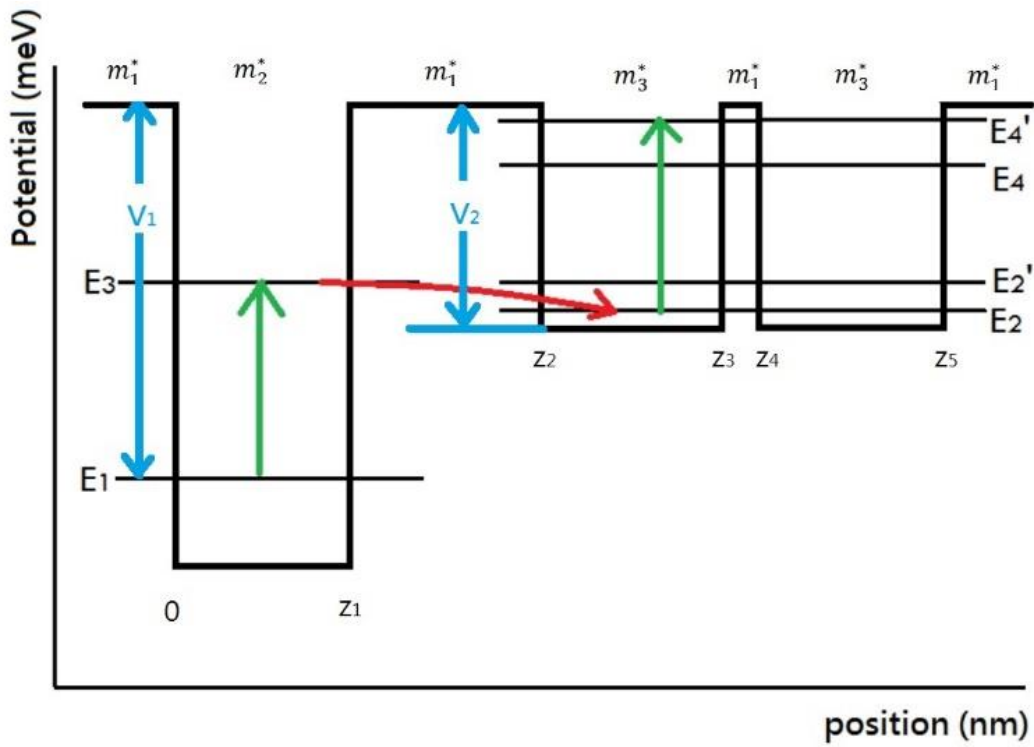 Potential (meV)
m₁* m₂* m₁* m₃* m₁* m₃* m₁*
E₄'
E₄
V₁ V₂
E₃ E₂'
E₂
z₂ z₃ z₄ z₅
E₁
0 z₁
position (nm)